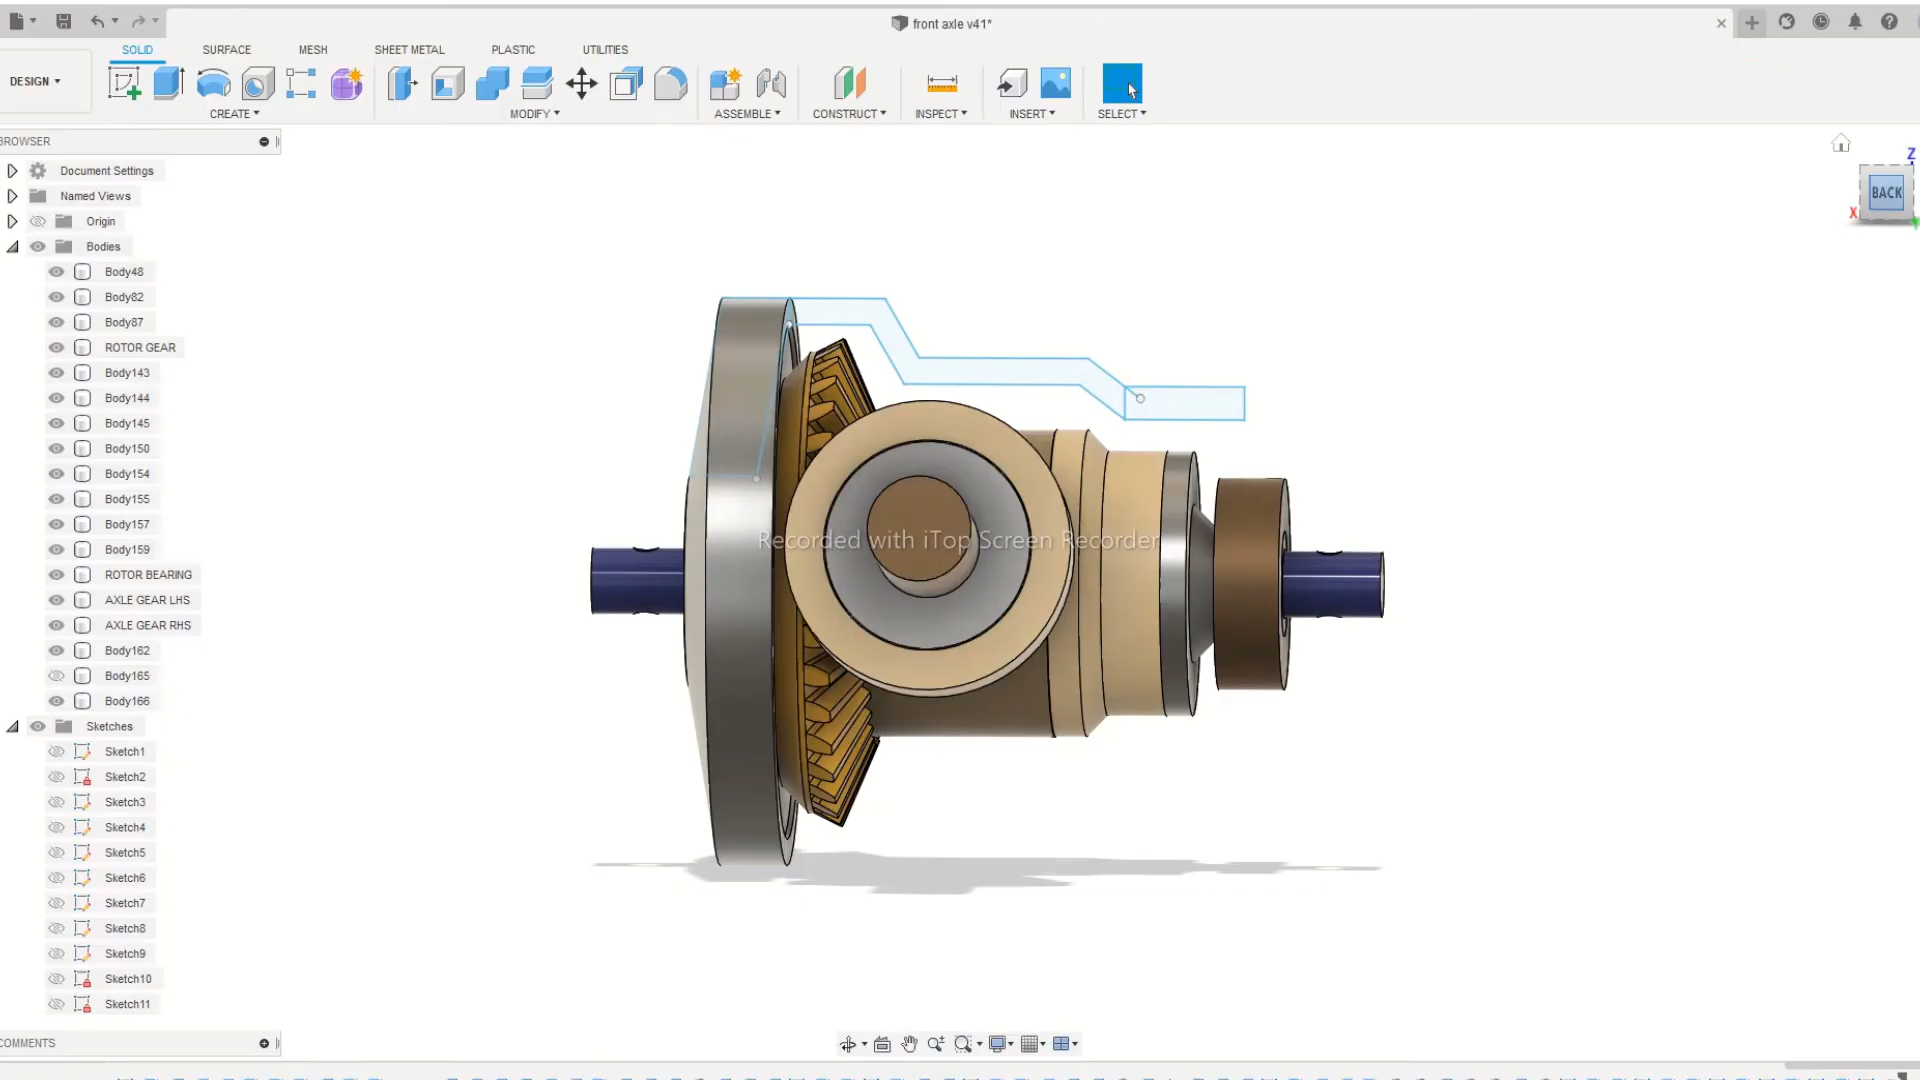 front axle v41*
SOLID SURFACE MESH SHEET METAL PLASTIC UTILITIES
DESIGN
CREATE MODIFY ASSEMBLE CONSTRUCT INSPECT INSERT SELECT
BROWSER
Document Settings
Named Views
Origin
Bodies
Body48
Body82
Body87
ROTOR GEAR
Body143
Body144
Body145
Body150
Body154
Body155
Body157
Body159
ROTOR BEARING
AXLE GEAR LHS
AXLE GEAR RHS
Body162
Body165
Body166
Sketches
Sketch1
Sketch2
Sketch3
Sketch4
Sketch5
Sketch6
Sketch7
Sketch8
Sketch9
Sketch10
Sketch11
COMMENTS
Z
BACK
X
Recorded with iTop Screen Recorder